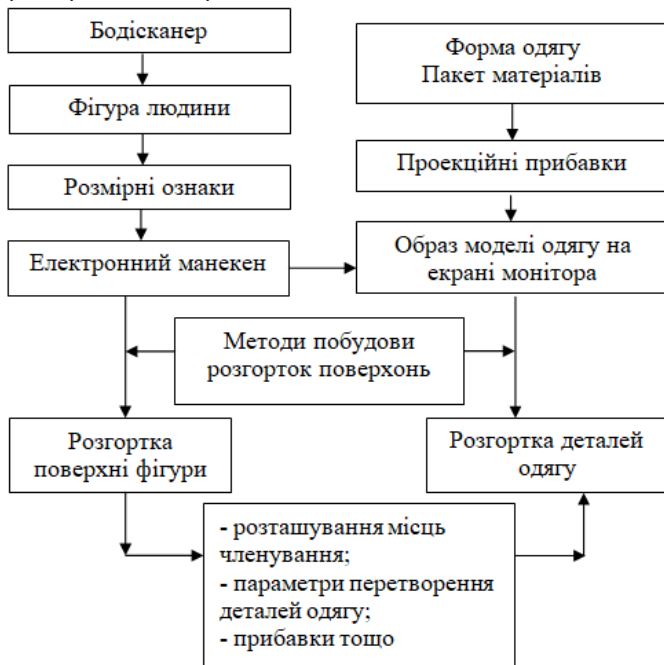 Бодісканер
Форма одягу
Пакет матеріалів
Фігура людини
Проекційні прибавки
Розмірні ознаки
Електронний манекен
Образ моделі одягу на
екрані монітора
Методи побудови
розгорток поверхонь
Розгортка
поверхні фігури
Розгортка деталей
одягу
- розташування місць
членування;
- параметри перетворення
деталей одягу;
- прибавки тощо